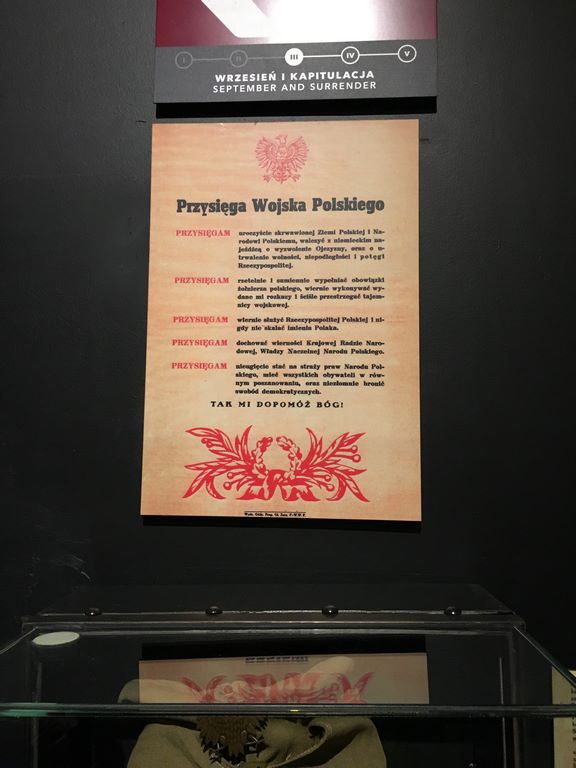 I II III IV V
WRZESIEŃ I KAPITULACJA
SEPTEMBER AND SURRENDER
Przysięga Wojska Polskiego
PRZYSIĘGAM uroczyście skrwawionej Ziemi Polskiej i Na-
rodowi Polskiemu, walczyć z niemieckim na-
jeźdźcą o wyzwolenie Ojczyzny, oraz o u-
trwalenie wolności, niepodległości i potęgi
Rzeczypospolitej.
PRZYSIĘGAM rzetelnie i sumiennie wypełniać obowiązki
żołnierza polskiego, wiernie wykonywać wy-
dane mi rozkazy i ściśle przestrzegać tajem-
nicy wojskowej.
PRZYSIĘGAM wiernie służyć Rzeczypospolitej Polskiej i ni-
gdy nie skalać imienia Polaka.
PRZYSIĘGAM dochować wierności Krajowej Radzie Naro-
dowej, Władzy Naczelnej Narodu Polskiego.
PRZYSIĘGAM nieugięcie stać na straży praw Narodu Pol-
skiego, mieć wszystkich obywateli w rów-
nym poszanowaniu, oraz niezłomnie bronić
swobód demokratycznych.
TAK MI DOPOMÓŻ BÓG!